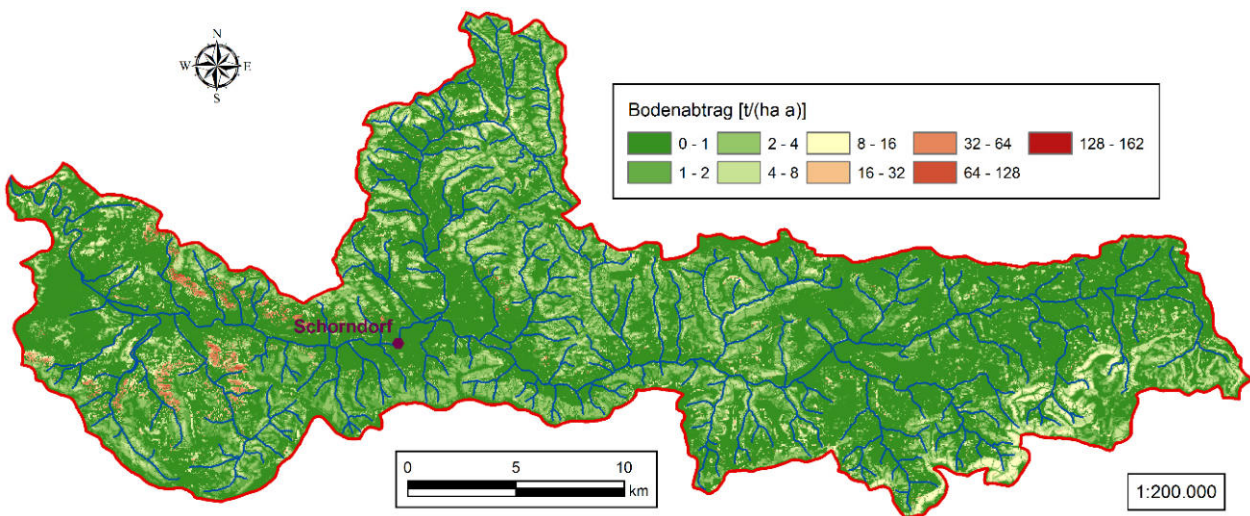 N
W E
S
Bodenabtrag [t/(ha a)]
0 - 1 2 - 4 8 - 16 32 - 64 128 - 162
1 - 2 4 - 8 16 - 32 64 - 128
Schorndorf
0 5 10
km
1:200.000